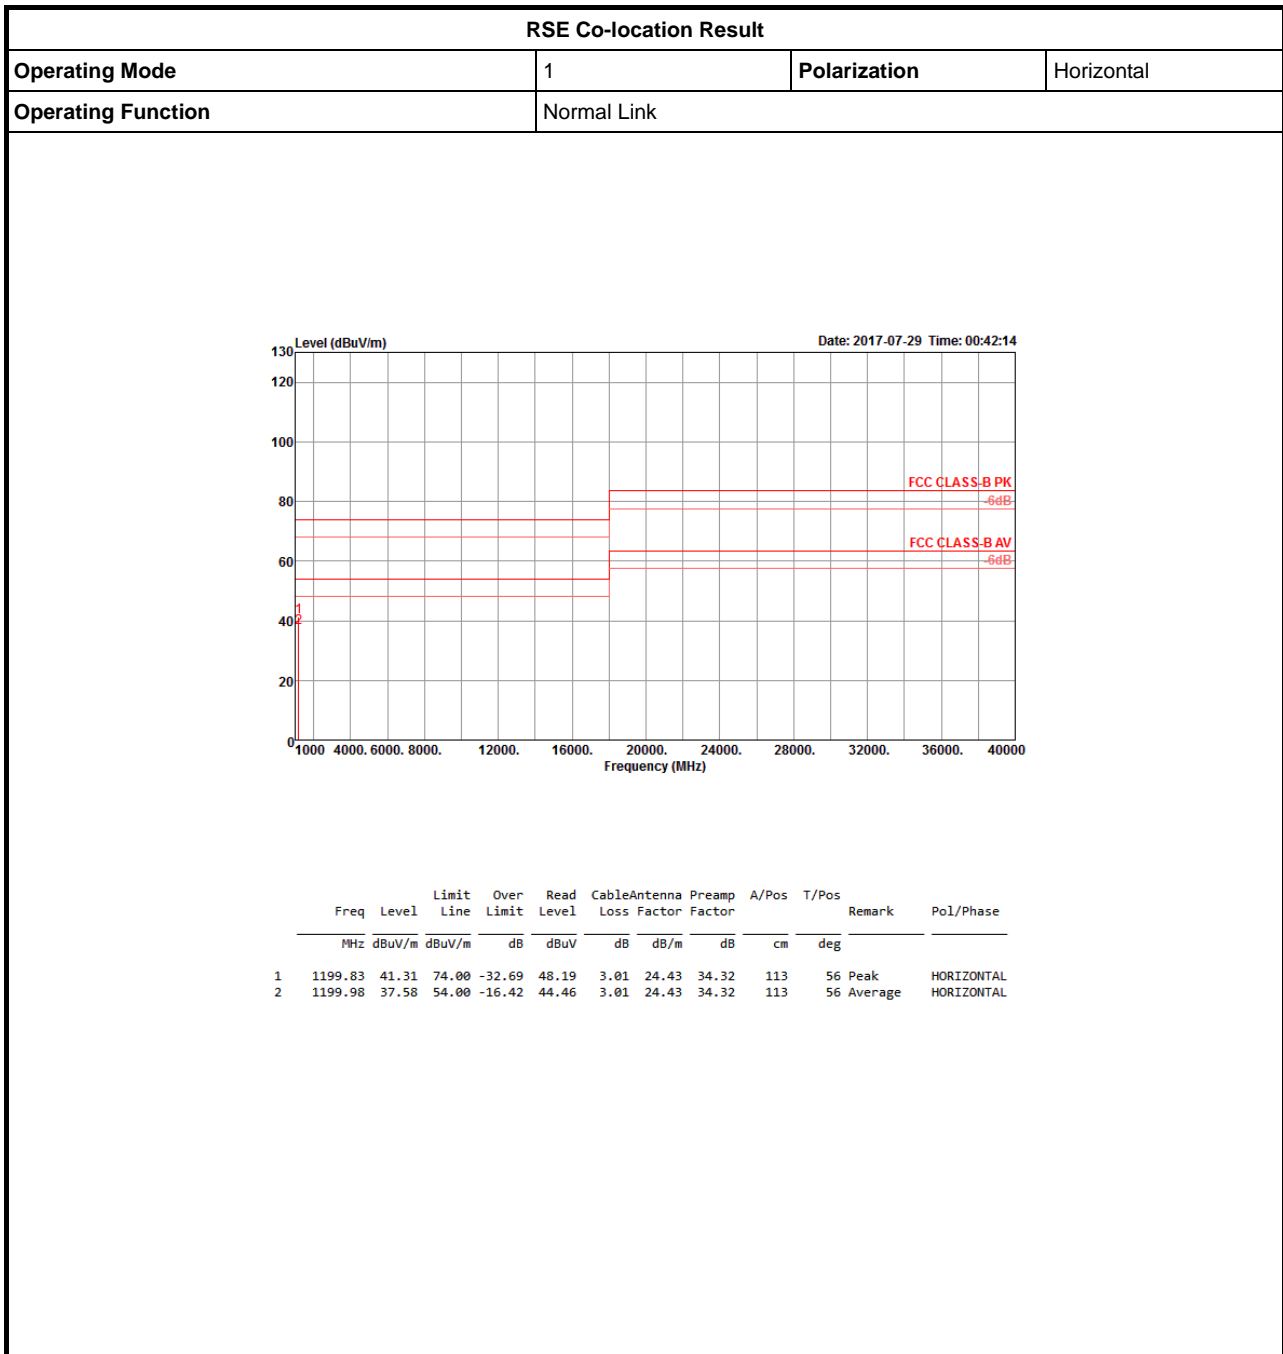 RSE Co-location Result
Operating Mode 1 Polarization Horizontal
Operating Function Normal Link
Level (dBuV/m) Date: 2017-07-29 Time: 00:42:14
130
120
100
FCC CLASS-B PK
80 -6dB
FCC CLASS-B AV
60 -6dB
1
40 2
20
0
1000 4000. 6000. 8000. 12000. 16000. 20000. 24000. 28000. 32000. 36000. 40000
Frequency (MHz)
Limit Over Read CableAntenna Preamp A/Pos T/Pos
Freq Level Line Limit Level Loss Factor Factor Remark Pol/Phase
MHz dBuV/m dBuV/m dB dBuV dB dB/m dB cm deg
1 1199.83 41.31 74.00 -32.69 48.19 3.01 24.43 34.32 113 56 Peak HORIZONTAL
2 1199.98 37.58 54.00 -16.42 44.46 3.01 24.43 34.32 113 56 Average HORIZONTAL